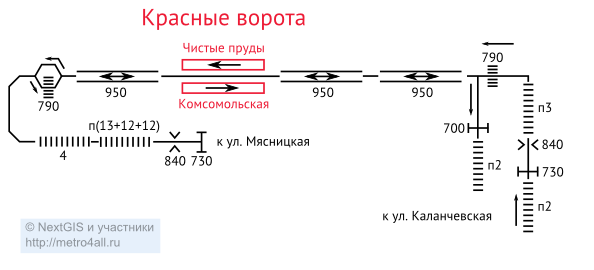 Красные ворота
Чистые пруды
790
790
950
950
950
Комсомольская
п3
п(13+12+12)
700
4
840
730
к ул. Мясницкая
840
п2
730
п2
к ул. Каланчевская
© NextGIS и участники
http://metro4all.ru